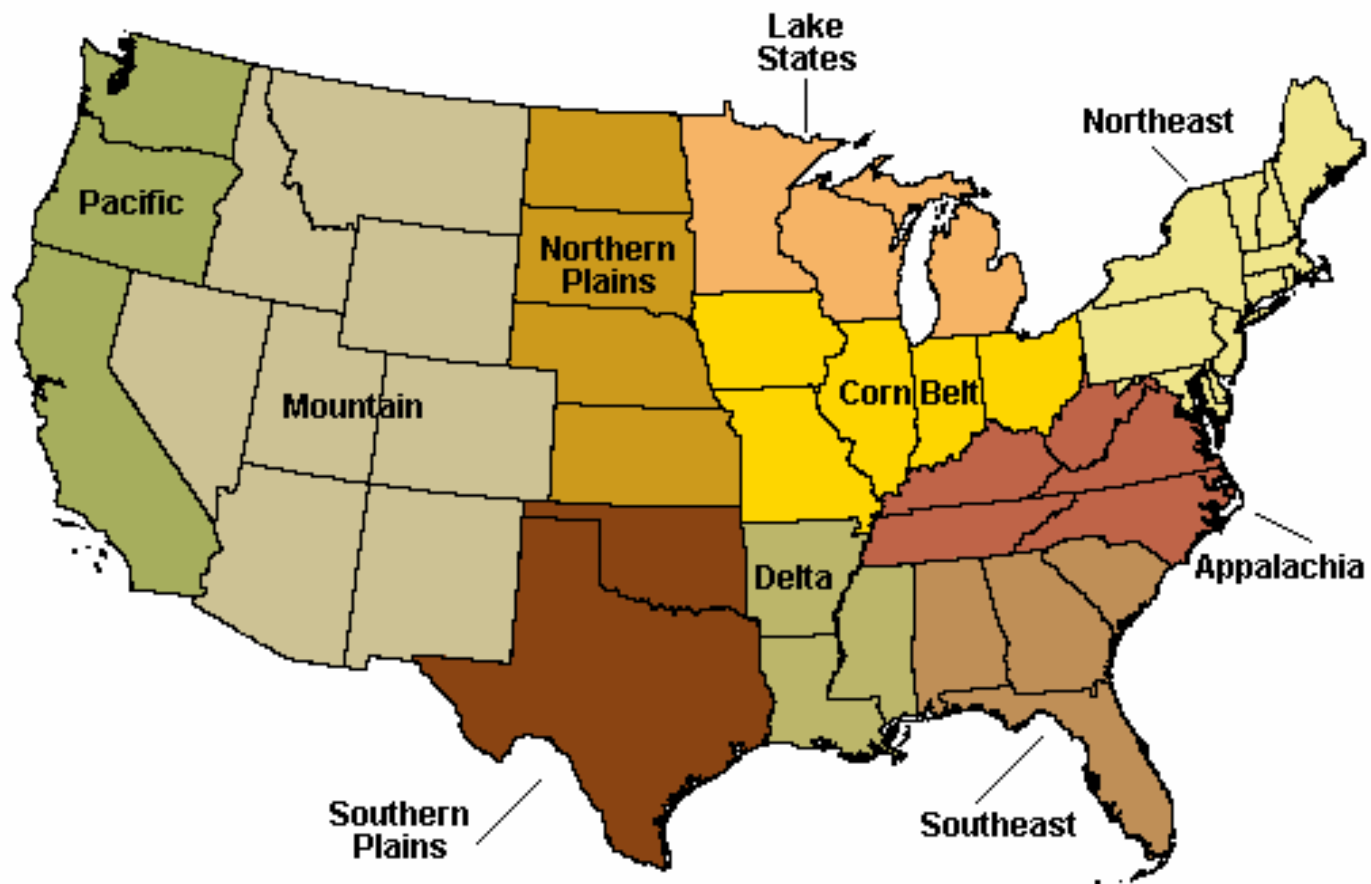 Lake
States
Northeast
Pacific
Northern
Plains
Mountain
Corn Belt
Delta
Appalachia
Southern
Plains
Southeast